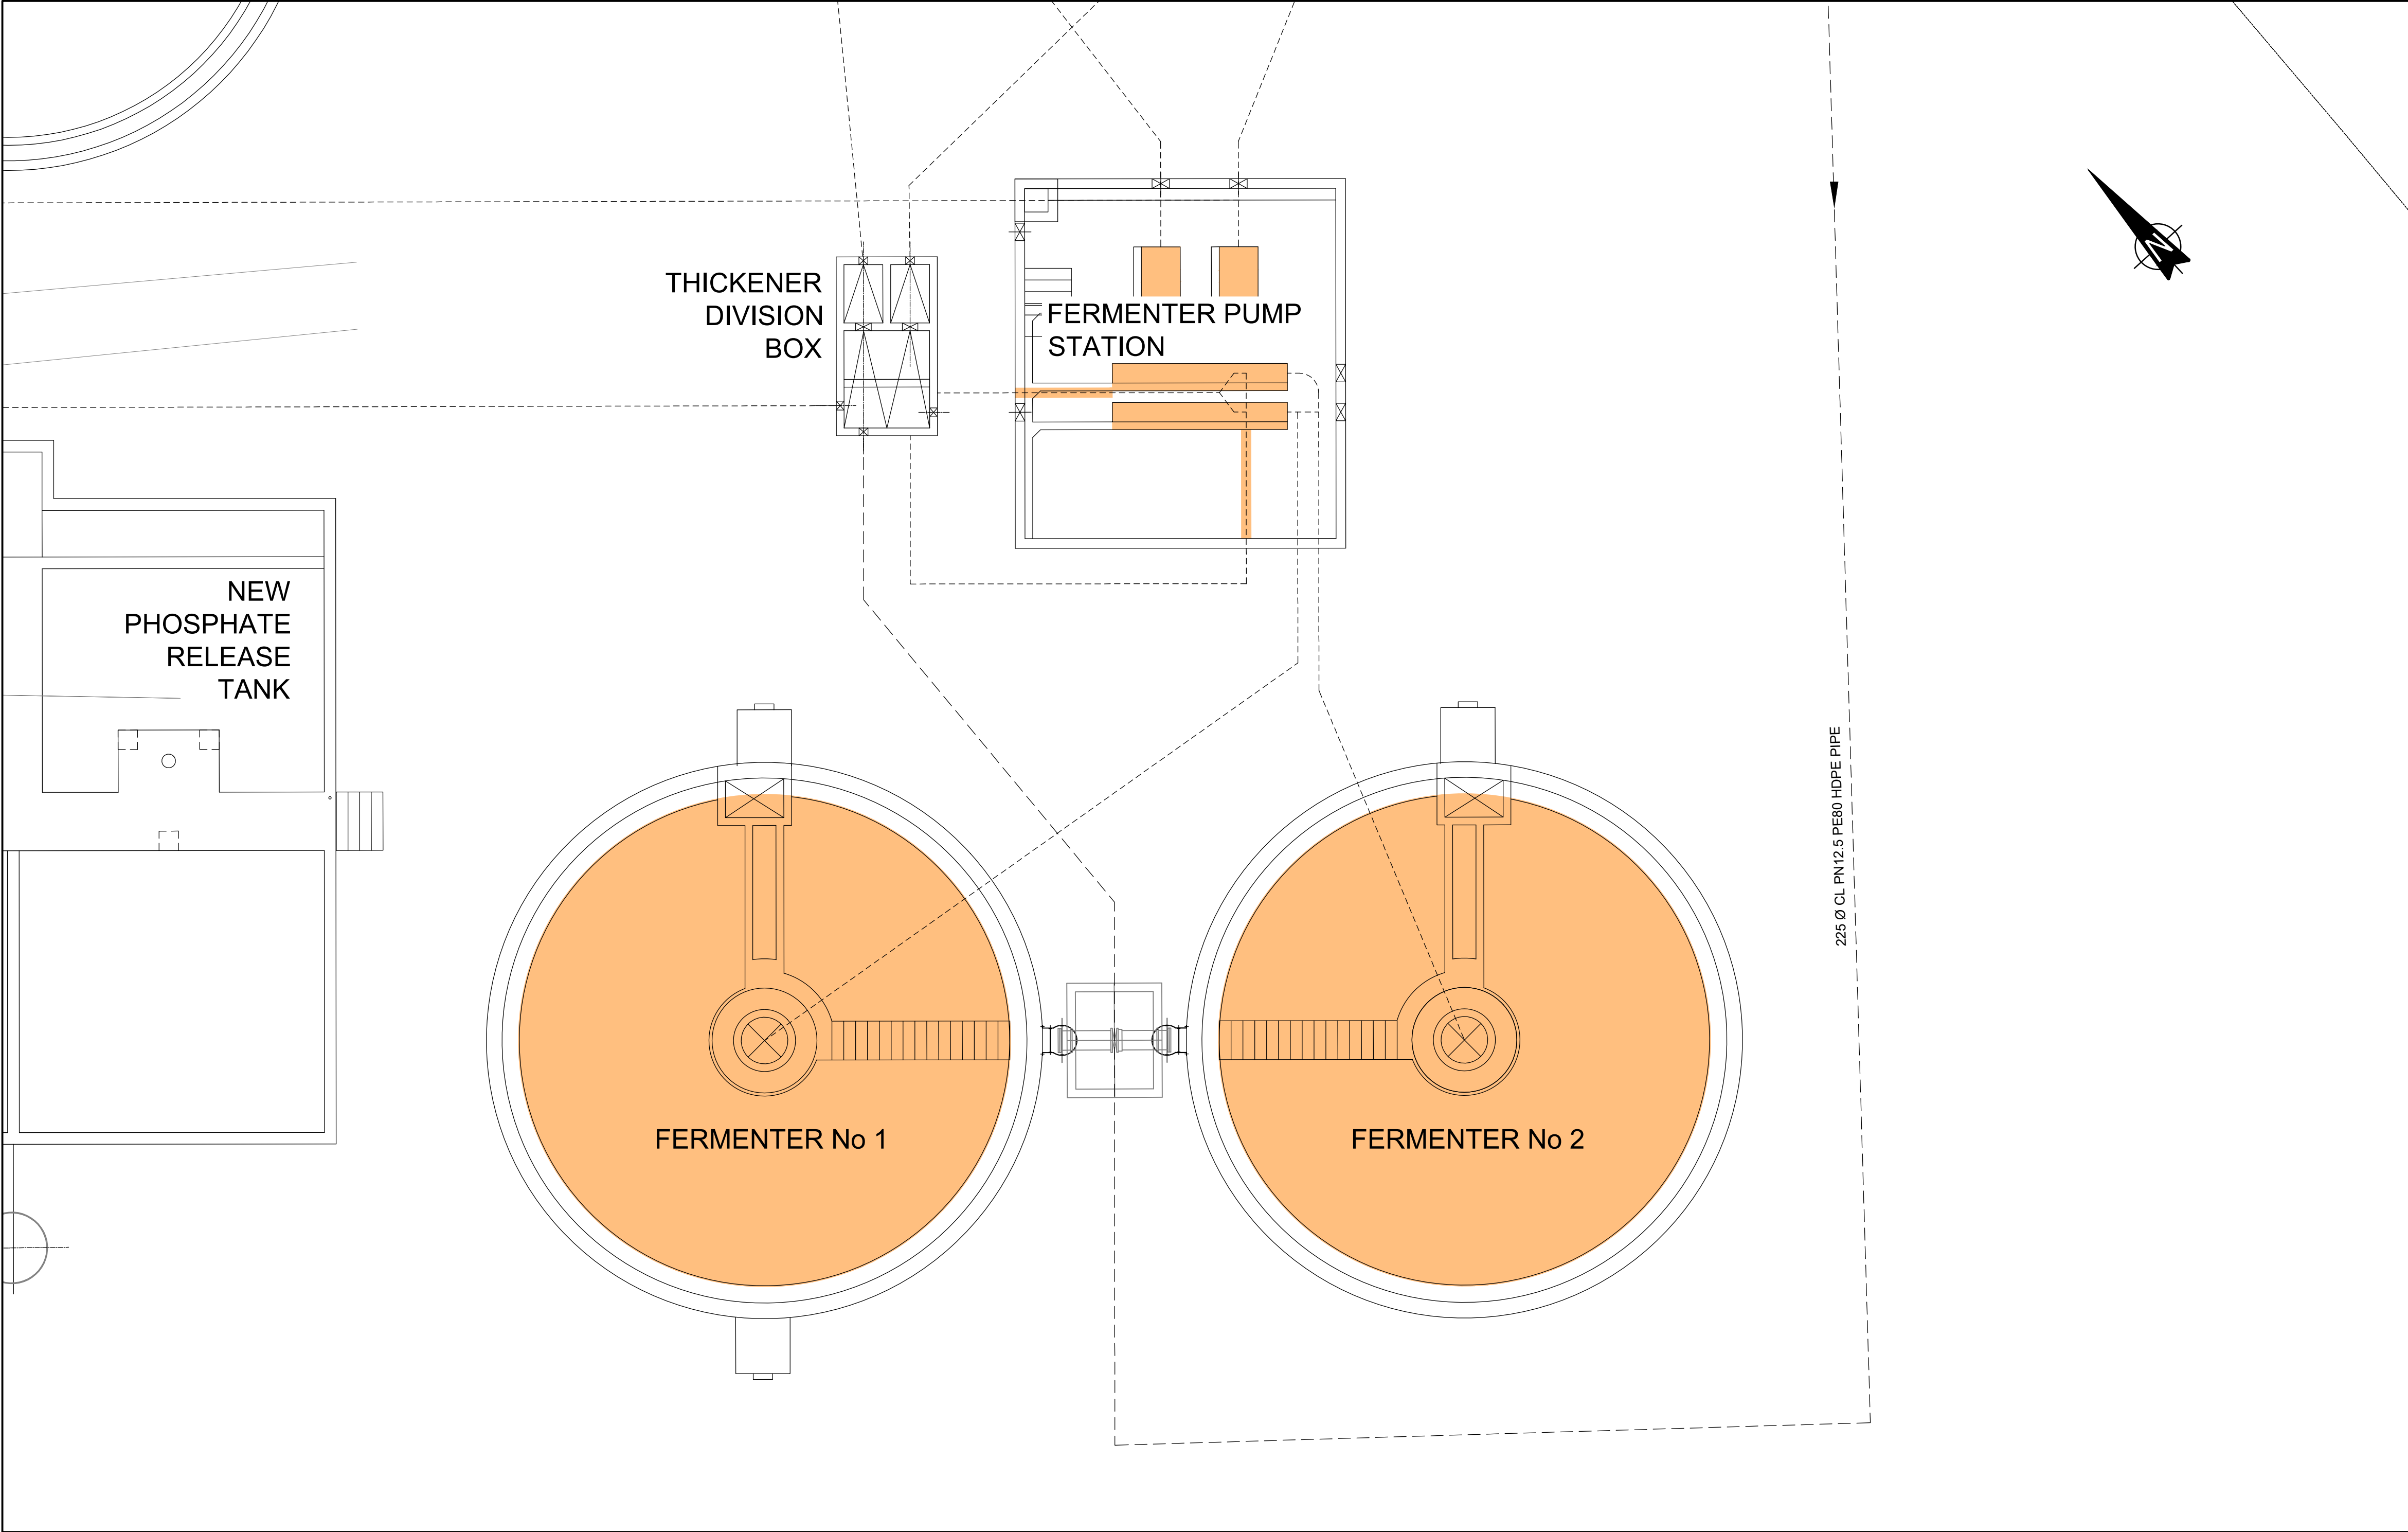 THICKENER
DIVISION
BOX
FERMENTER PUMP
STATION
N
NEW
PHOSPHATE
RELEASE
TANK
225 Ø CL PN12.5 PE80 HDPE PIPE
FERMENTER No 1
FERMENTER No 2